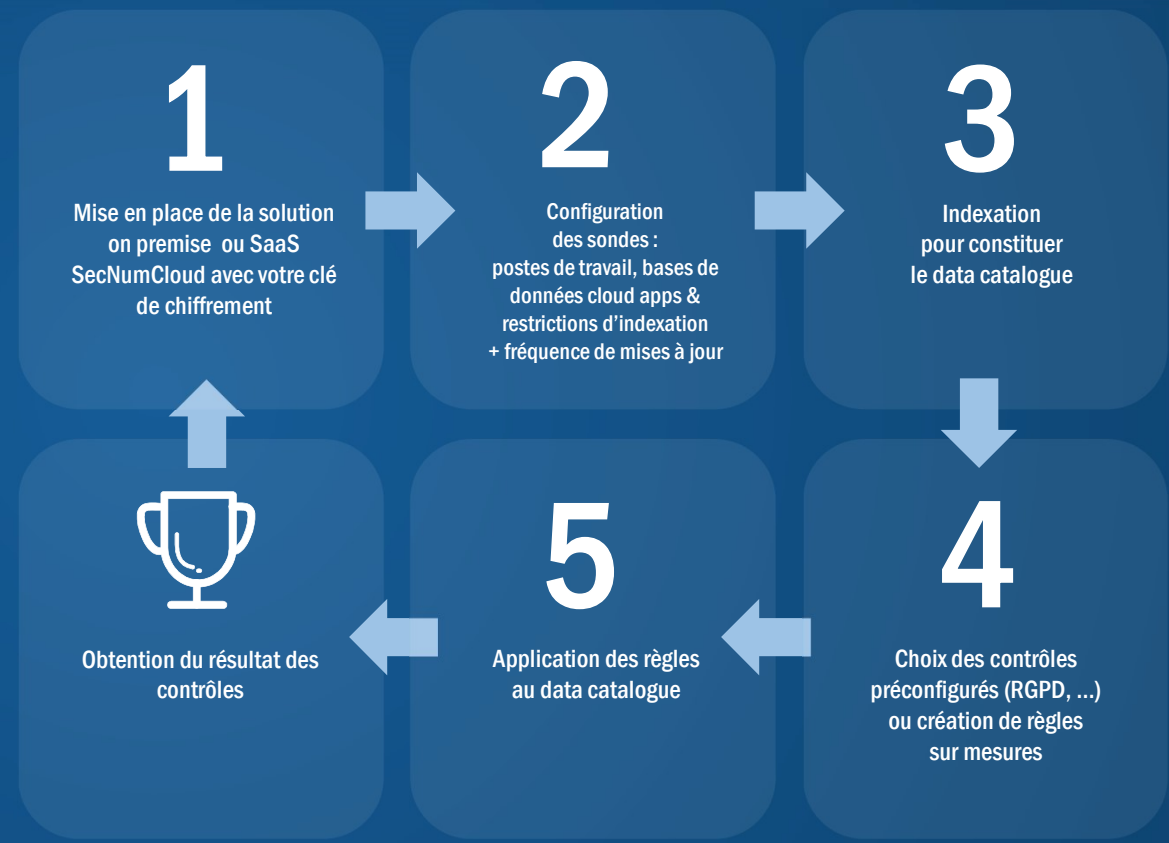 1
Mise en place de la solution
on premise ou SaaS
SecNumCloud avec votre clé
de chiffrement
2
Configuration
des sondes :
postes de travail, bases de
données cloud apps &
restrictions d'indexation
+ fréquence de mises à jour
3
Indexation
pour constituer
le data catalogue
4
Choix des contrôles
préconfigurés (RGPD, ...)
ou création de règles
sur mesures
5
Application des règles
au data catalogue
Obtention du résultat des
contrôles